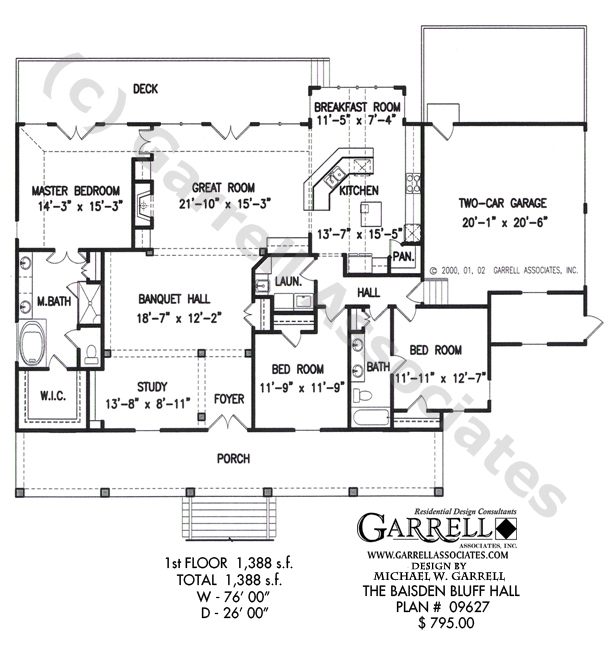 DECK
BREAKFAST ROOM
11'-5" x 7'-4"
MASTER BEDROOM
14'-3" x 15'-3"
GREAT ROOM
21'-10" x 15'-3"
KITCHEN
13'-7" x 15'-5"
TWO-CAR GARAGE
20'-1" x 20'-6"
PAN.
© 2000, 01, 02 GARRELL ASSOCIATES, INC.
M.BATH
BANQUET HALL
18'-7" x 12'-2"
LAUN.
HALL
W.I.C.
STUDY
13'-8" x 8'-11"
FOYER
BED ROOM
11'-9" x 11'-9"
BATH
BED ROOM
11'-11" x 12'-7"
PORCH
(c) Garrell Associates
Residential Design Consultants
GARRELL
ASSOCIATES, INC.
WWW.GARRELLASSOCIATES.COM
DESIGN BY
MICHAEL W. GARRELL
THE BAISDEN BLUFF HALL
PLAN # 09627
$ 795.00
1st FLOOR 1,388 s.f.
TOTAL 1,388 s.f.
W - 76' 00"
D - 26' 00"